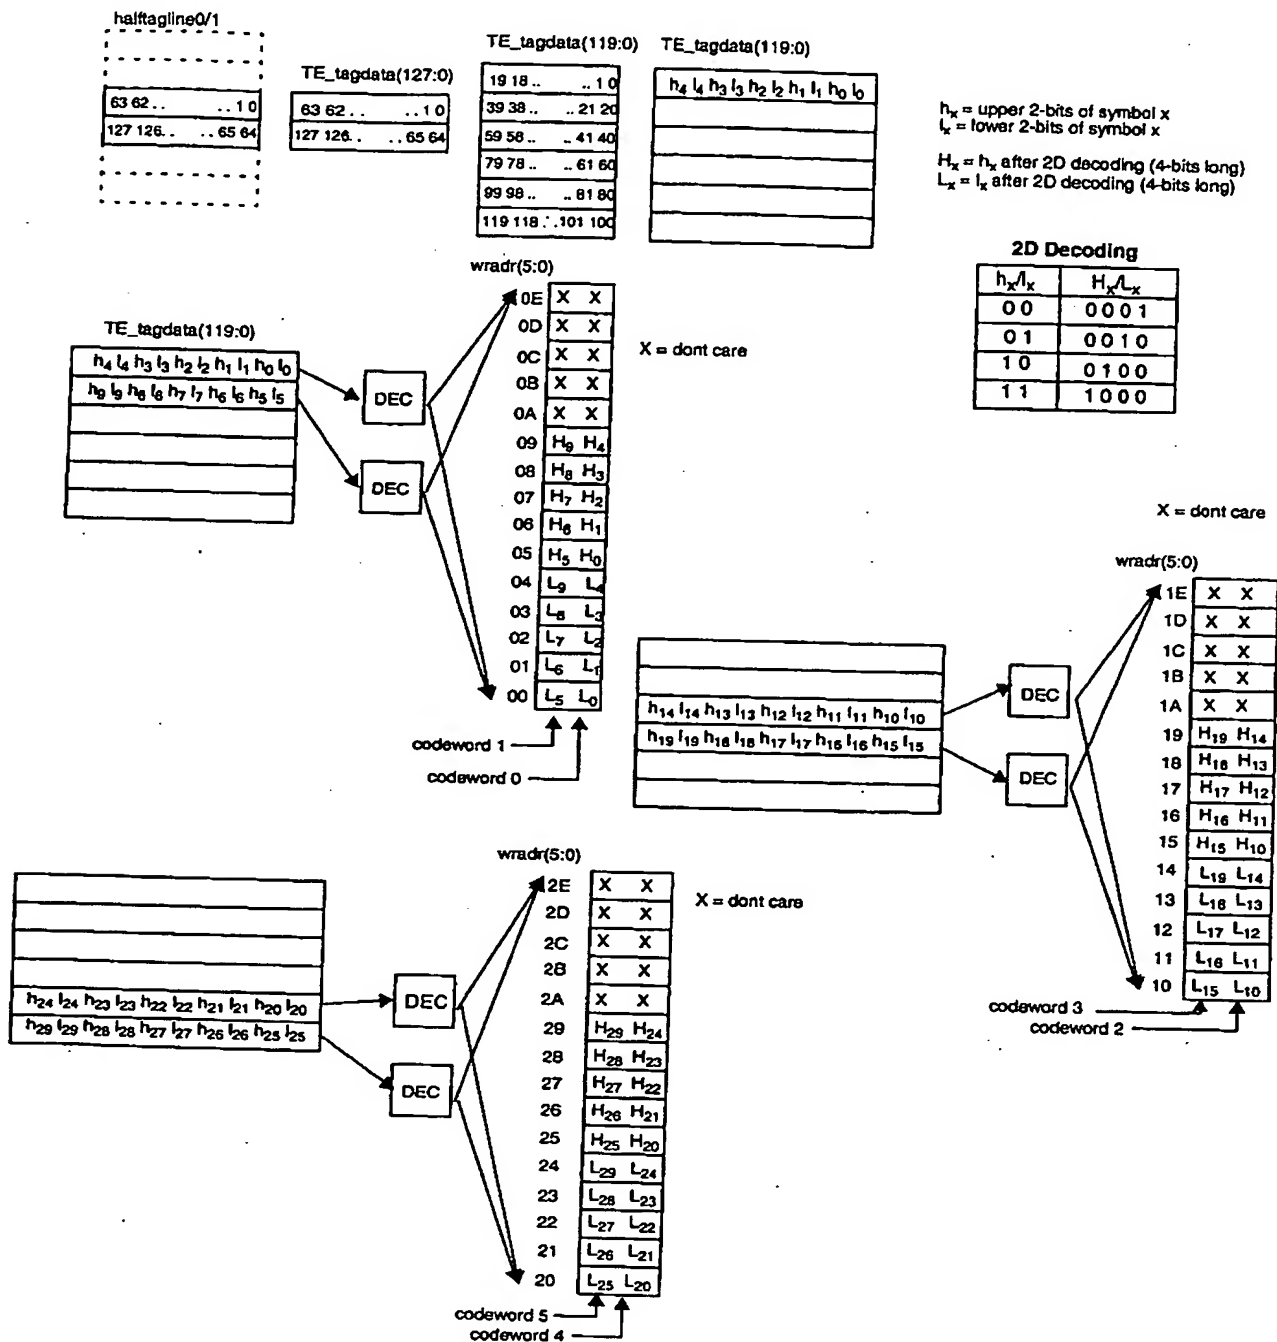 halftagline0/1
63 62 . . . . 1 0
127 126 . . . . 65 64
TE_tagdata(127:0)
63 62 . . . . 1 0
127 126 . . . . 65 64
TE_tagdata(119:0)
19 18 . . . . 1 0
39 38 . . . . 21 20
59 58 . . . . 41 40
79 78 . . . . 61 60
99 98 . . . . 81 80
119 118 . . 101 100
TE_tagdata(119:0)
h4 l4 h3 l3 h2 l2 h1 l1 h0 l0
hx = upper 2-bits of symbol x
lx = lower 2-bits of symbol x
Hx = hx after 2D decoding (4-bits long)
Lx = lx after 2D decoding (4-bits long)
2D Decoding
hx/lx Hx/Lx
0 0 0 0 0 1
0 1 0 0 1 0
1 0 0 1 0 0
1 1 1 0 0 0
TE_tagdata(119:0)
h4 l4 h3 l3 h2 l2 h1 l1 h0 l0
h9 l9 h8 l8 h7 l7 h6 l6 h5 l5
DEC
DEC
wradr(5:0)
0E X X
0D X X
0C X X
0B X X
0A X X
09 H9 H4
08 H8 H3
07 H7 H2
06 H6 H1
05 H5 H0
04 L9 L4
03 L8 L3
02 L7 L2
01 L6 L1
00 L5 L0
X = dont care
codeword 1
codeword 0
h14 l14 h13 l13 h12 l12 h11 l11 h10 l10
h19 l19 h18 l18 h17 l17 h16 l16 h15 l15
DEC
DEC
X = dont care
wradr(5:0)
1E X X
1D X X
1C X X
1B X X
1A X X
19 H19 H14
18 H18 H13
17 H17 H12
16 H16 H11
15 H15 H10
14 L19 L14
13 L18 L13
12 L17 L12
11 L16 L11
10 L15 L10
codeword 3
codeword 2
h24 l24 h23 l23 h22 l22 h21 l21 h20 l20
h29 l29 h28 l28 h27 l27 h26 l26 h25 l25
DEC
DEC
wradr(5:0)
2E X X
2D X X
2C X X
2B X X
2A X X
29 H29 H24
28 H28 H23
27 H27 H22
26 H26 H21
25 H25 H20
24 L29 L24
23 L28 L23
22 L27 L22
21 L26 L21
20 L25 L20
X = dont care
codeword 5
codeword 4